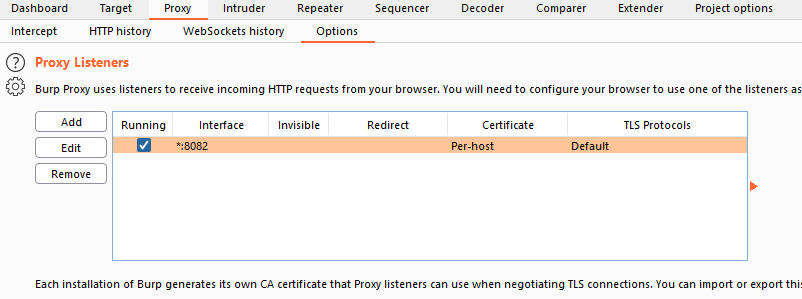 Dashboard Target Proxy Intruder Repeater Sequencer Decoder Comparer Extender Project options
Intercept HTTP history WebSockets history Options
? Proxy Listeners
Burp Proxy uses listeners to receive incoming HTTP requests from your browser. You will need to configure your browser to use one of the listeners as
Add Running Interface Invisible Redirect Certificate TLS Protocols
Edit *:8082 Per-host Default
Remove
Each installation of Burp generates its own CA certificate that Proxy listeners can use when negotiating TLS connections. You can import or export this